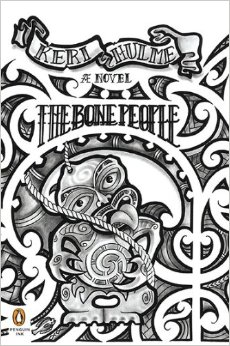 KERI HULME
A NOVEL
THE BONE PEOPLE
PENGUIN
INK